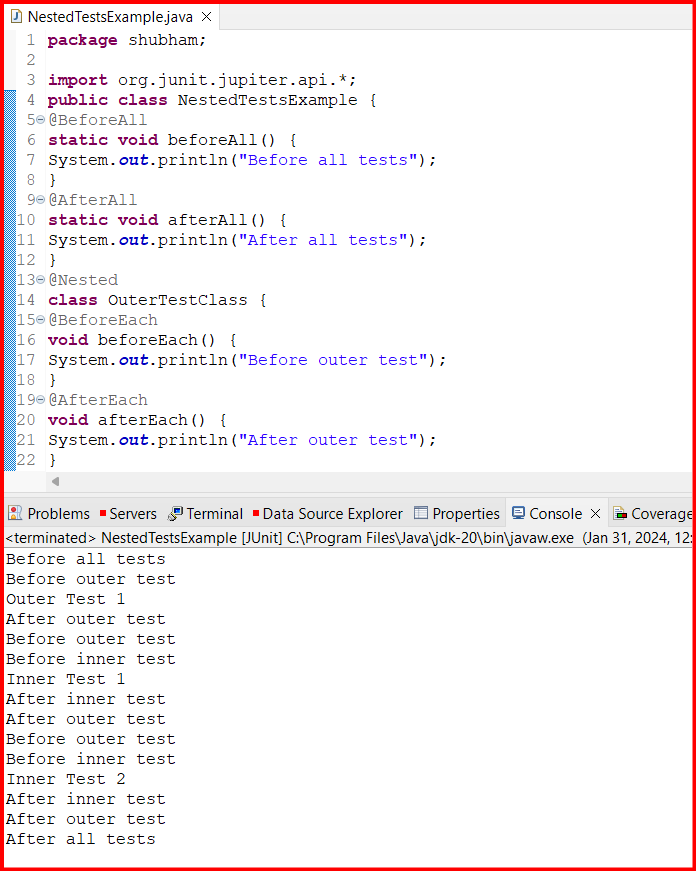 NestedTestsExample.java
1 package shubham;
2
3 import org.junit.jupiter.api.*;
4 public class NestedTestsExample {
5 @BeforeAll
6 static void beforeAll() {
7 System.out.println("Before all tests");
8 }
9 @AfterAll
10 static void afterAll() {
11 System.out.println("After all tests");
12 }
13 @Nested
14 class OuterTestClass {
15 @BeforeEach
16 void beforeEach() {
17 System.out.println("Before outer test");
18 }
19 @AfterEach
20 void afterEach() {
21 System.out.println("After outer test");
22 }
Problems Servers Terminal Data Source Explorer Properties Console Coverage
<terminated> NestedTestsExample [JUnit] C:\Program Files\Java\jdk-20\bin\javaw.exe (Jan 31, 2024, 12:
Before all tests
Before outer test
Outer Test 1
After outer test
Before outer test
Before inner test
Inner Test 1
After inner test
After outer test
Before outer test
Before inner test
Inner Test 2
After inner test
After outer test
After all tests